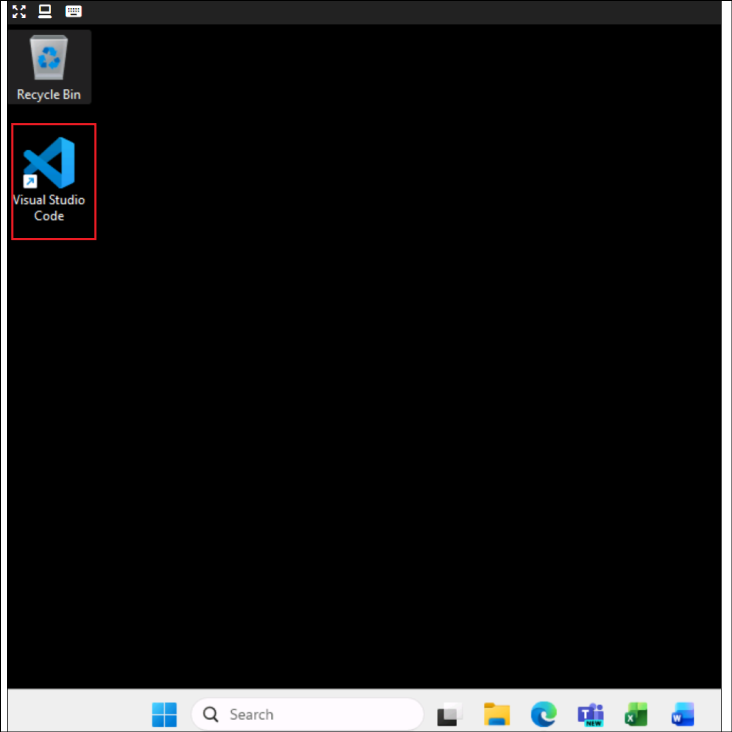 Recycle Bin
Visual Studio
Code
Search
T
NEW
X
W